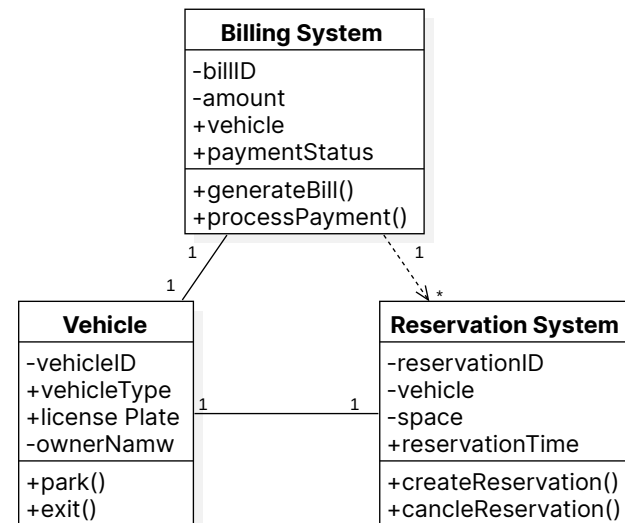 Billing System
-billID
-amount
+vehicle
+paymentStatus
+generateBill()
+processPayment()
1
1
1
*
Vehicle
-vehicleID
+vehicleType
+license Plate
-ownerNamw
+park()
+exit()
1
1
Reservation System
-reservationID
-vehicle
-space
+reservationTime
+createReservation()
+cancleReservation()